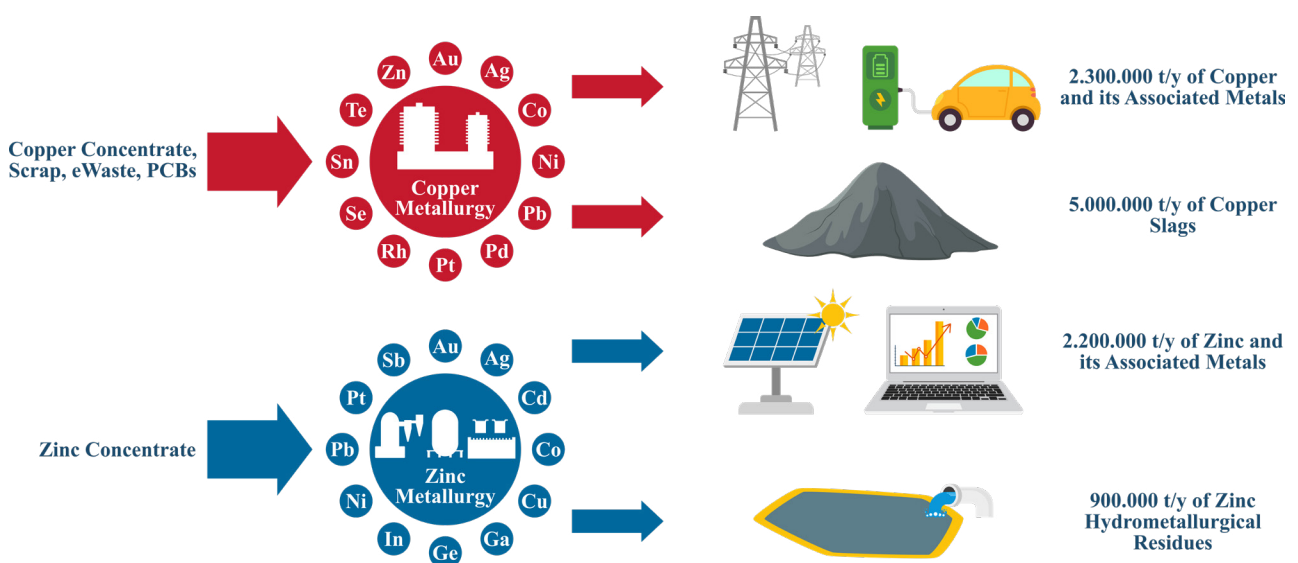 Copper Concentrate,
Scrap, eWaste, PCBs
Au
Ag
Co
Ni
Pb
Pd
Pt
Rh
Se
Sn
Te
Zn
Copper
Metallurgy
2.300.000 t/y of Copper
and its Associated Metals
5.000.000 t/y of Copper
Slags
Zinc Concentrate
Au
Ag
Cd
Co
Cu
Ga
Ge
In
Ni
Pb
Pt
Sb
Zinc
Metallurgy
2.200.000 t/y of Zinc and
its Associated Metals
900.000 t/y of Zinc
Hydrometallurgical
Residues